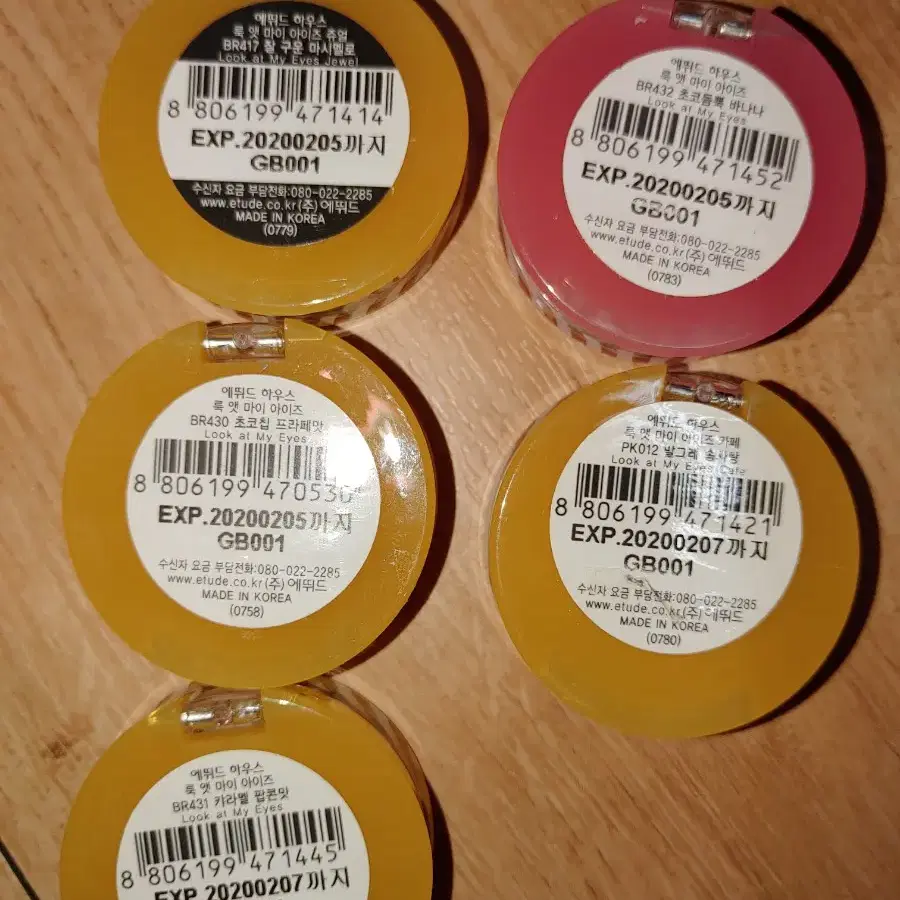 에뛰드 하우스
룩 앳 마이 아이즈 쥬얼
BR417 잘 구운 마시멜로
Look at My Eyes Jewel
8 806199 471414
EXP.20200205까지
GB001
수신자 요금 부담전화:080-022-2285
www.etude.co.kr(주)에뛰드
MADE IN KOREA
(0779)
에뛰드 하우스
룩 앳 마이 아이즈
BR432 초코듬뿍 바나나
Look at My Eyes
8 806199 471452
EXP.20200205까지
GB001
수신자 요금 부담전화:080-022-2285
www.etude.co.kr(주)에뛰드
MADE IN KOREA
(0783)
에뛰드 하우스
룩 앳 마이 아이즈
BR430 초코칩 프라페맛
Look at My Eyes
8 806199 470530
EXP.20200205까지
GB001
수신자 요금 부담전화:080-022-2285
www.etude.co.kr(주)에뛰드
MADE IN KOREA
(0758)
에뛰드 하우스
룩 앳 마이 아이즈 카페
PK012 발그레 솜사탕
Look at My Eyes Cafe
8 806199 471421
EXP.20200207까지
GB001
수신자 요금 부담전화:080-022-2285
www.etude.co.kr(주)에뛰드
MADE IN KOREA
(0780)
에뛰드 하우스
룩 앳 마이 아이즈
BR431 캬라멜 팝콘맛
Look at My Eyes
8 806199 471445
EXP.20200207까지